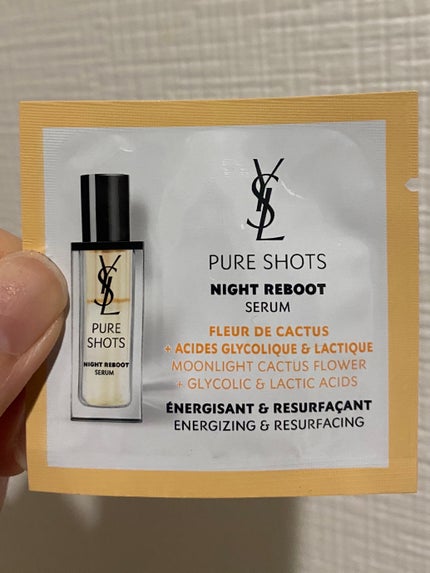 YSL
PURE
SHOTS
NIGHT REBOOT
SERUM
YSL
PURE SHOTS
NIGHT REBOOT
SERUM
FLEUR DE CACTUS
+ ACIDES GLYCOLIQUE & LACTIQUE
MOONLIGHT CACTUS FLOWER
+ GLYCOLIC & LACTIC ACIDS
ÉNERGISANT & RESURFAÇANT
ENERGIZING & RESURFACING